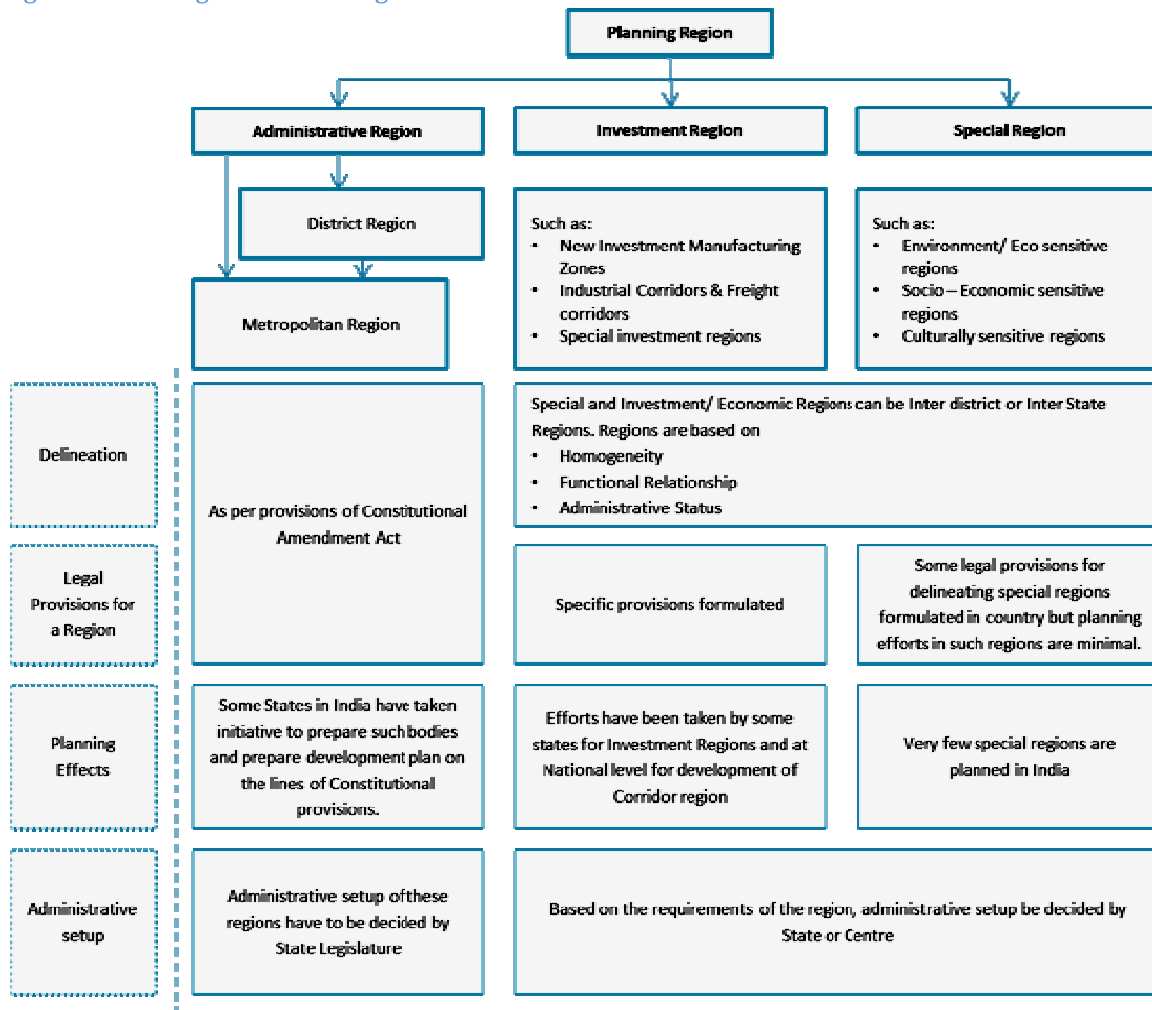 Planning Region
Administrative Region
Investment Region
Special Region
District Region
Metropolitan Region
Such as:
• New Investment Manufacturing
Zones
• Industrial Corridors & Freight
corridors
• Special investment regions
Such as:
• Environment/ Eco sensitive
regions
• Socio – Economic sensitive
regions
• Culturally sensitive regions
Delineation
As per provisions of Constitutional
Amendment Act
Special and Investment/ Economic Regions can be Inter district or Inter State
Regions. Regions are based on
• Homogeneity
• Functional Relationship
• Administrative Status
Legal
Provisions for
a Region
Specific provisions formulated
Some legal provisions for
delineating special regions
formulated in country but planning
efforts in such regions are minimal.
Planning
Effects
Some States in India have taken
initiative to prepare such bodies
and prepare development plan on
the lines of Constitutional
provisions.
Efforts have been taken by some
states for Investment Regions and at
National level for development of
Corridor region
Very few special regions are
planned in India
Administrative
setup
Administrative setup of these
regions have to be decided by
State Legislature
Based on the requirements of the region, administrative setup be decided by
State or Centre